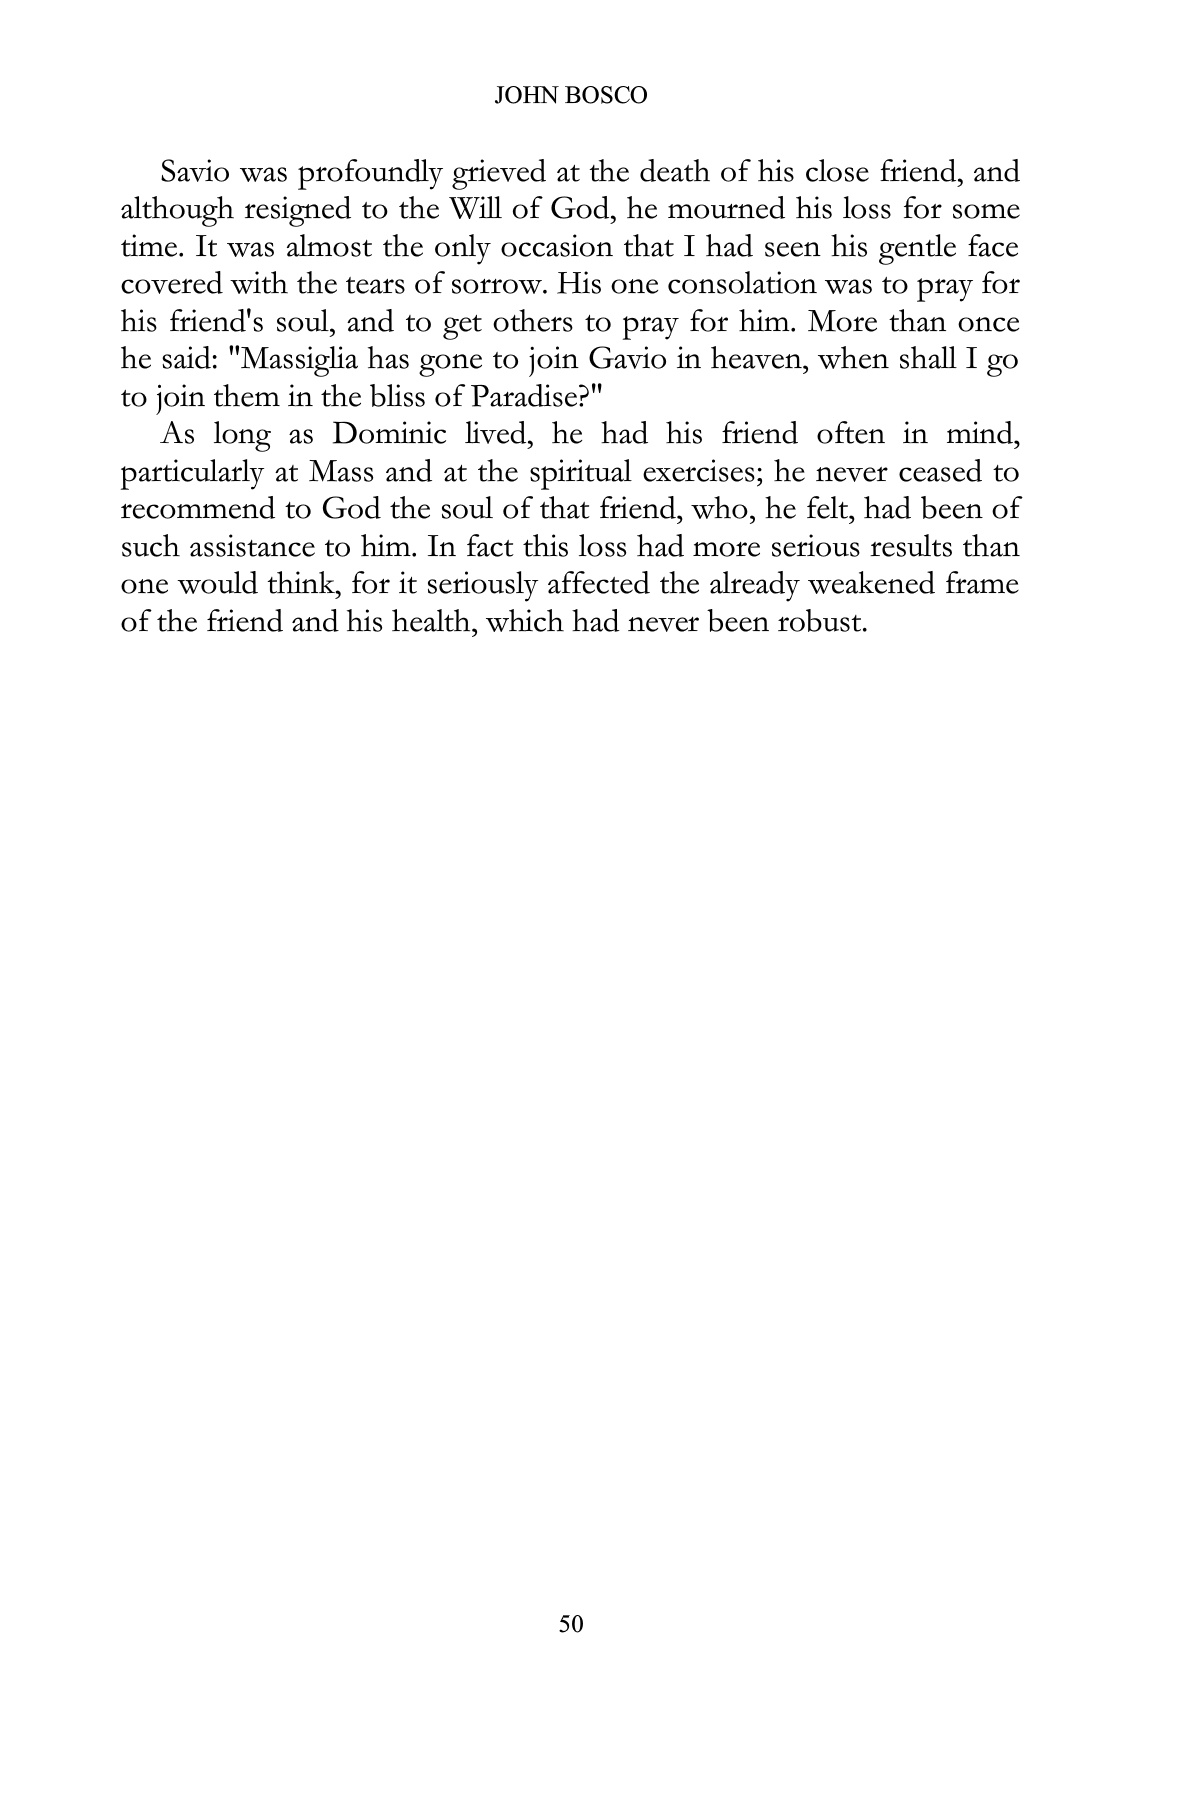 JOHN BOSCO
Savio was profoundly grieved at the death of his close friend, and
although resigned to the Will of God, he mourned his loss for some
time. It was almost the only occasion that I had seen his gentle face
covered with the tears of sorrow. His one consolation was to pray for
his friend's soul, and to get others to pray for him. More than once
he said: "Massiglia has gone to join Gavio in heaven, when shall I go
to join them in the bliss of Paradise?"
As long as Dominic lived, he had his friend often in mind,
particularly at Mass and at the spiritual exercises; he never ceased to
recommend to God the soul of that friend, who, he felt, had been of
such assistance to him. In fact this loss had more serious results than
one would think, for it seriously affected the already weakened frame
of the friend and his health, which had never been robust.
50